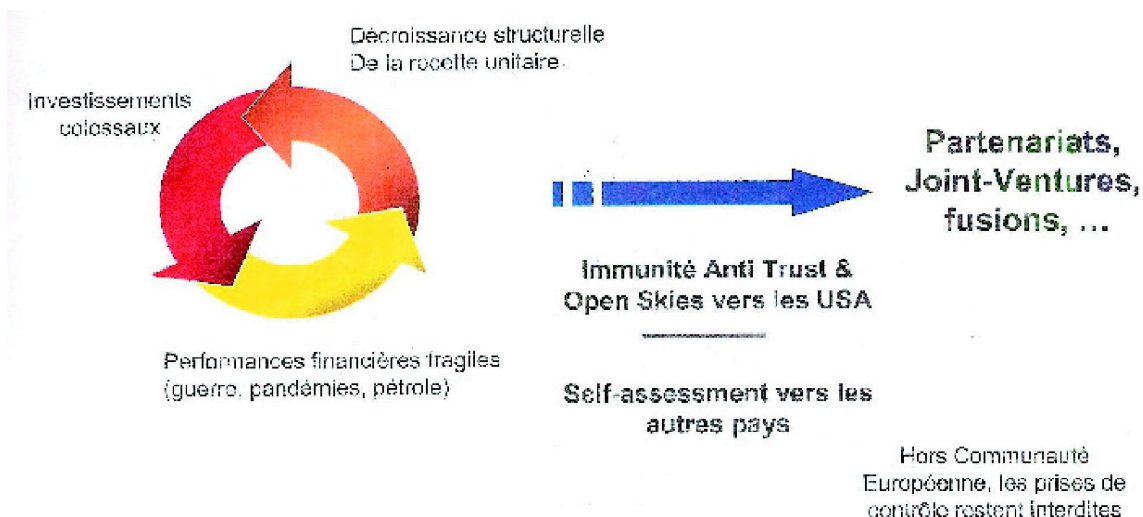 Décroissance structurelle
De la recette unitaire
Investissements
colossaux
Partenariats,
Joint-Ventures,
fusions, ...
Immunité Anti Trust &
Open Skies vers les USA
Performances financières fragiles
(guerre, pandémies, pétrole)
Self-assessment vers les
autres pays
Hors Communauté
Européenne, les prises de
contrôle restent interdites